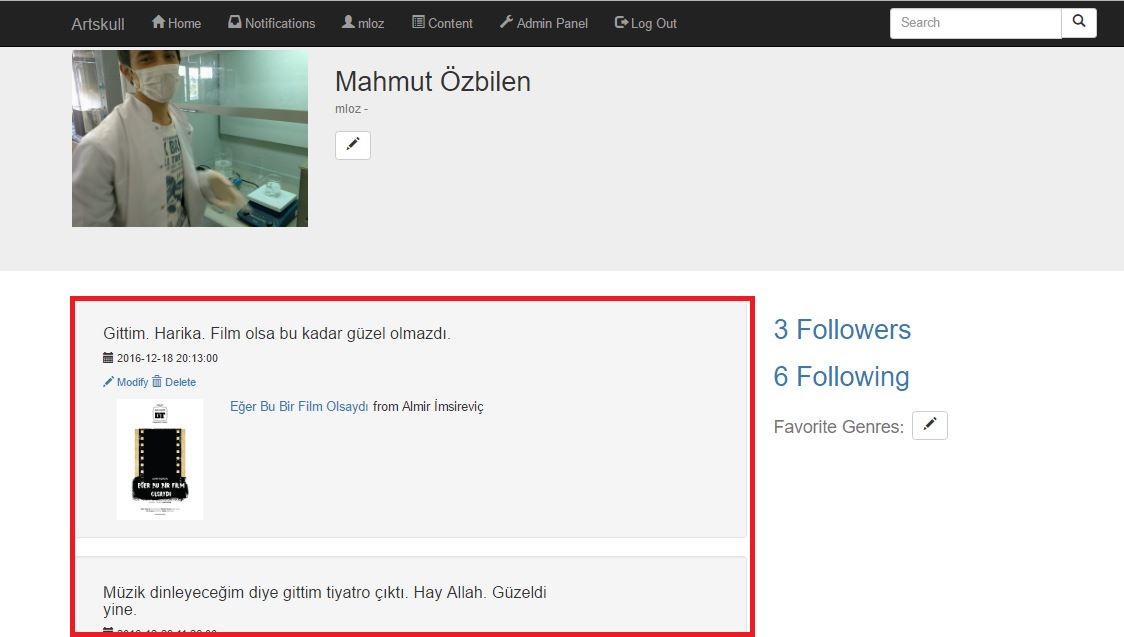 Artskull Home Notifications mloz Content Admin Panel Log Out Search
Mahmut Özbilen
mloz -
Gittim. Harika. Film olsa bu kadar güzel olmazdı.
2016-12-18 20:13:00
Modify Delete
Eğer Bu Bir Film Olsaydı from Almir İmsireviç
DT
EĞER BU BİR FİLM
OLSAYDI
Müzik dinleyeceğim diye gittim tiyatro çıktı. Hay Allah. Güzeldi
yine.
3 Followers
6 Following
Favorite Genres: